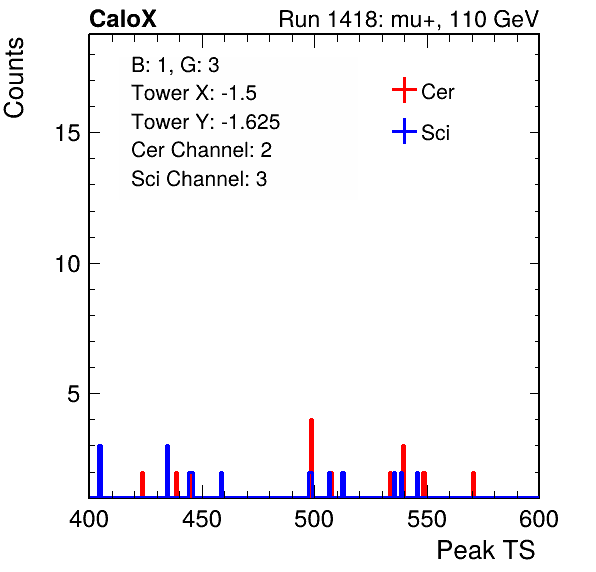 CaloX Run 1418: mu+, 110 GeV
Counts
B: 1, G: 3
Tower X: -1.5
Tower Y: -1.625
Cer Channel: 2
Sci Channel: 3
Cer
Sci
15
10
5
400 450 500 550 600
Peak TS